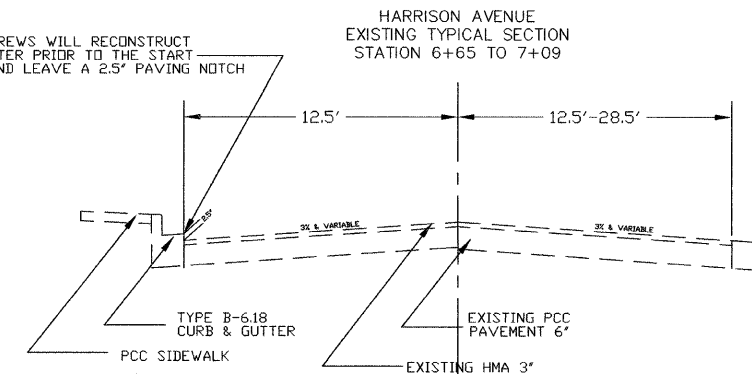 HARRISON AVENUE
EXISTING TYPICAL SECTION
STATION 6+65 TO 7+09
REWS WILL RECONSTRUCT
TER PRIOR TO THE START
ND LEAVE A 2.5" PAVING NOTCH
12.5'
12.5'-28.5'
2.5"
3% & VARIABLE
3% & VARIABLE
TYPE B-6.18
CURB & GUTTER
PCC SIDEWALK
EXISTING PCC
PAVEMENT 6"
EXISTING HMA 3"